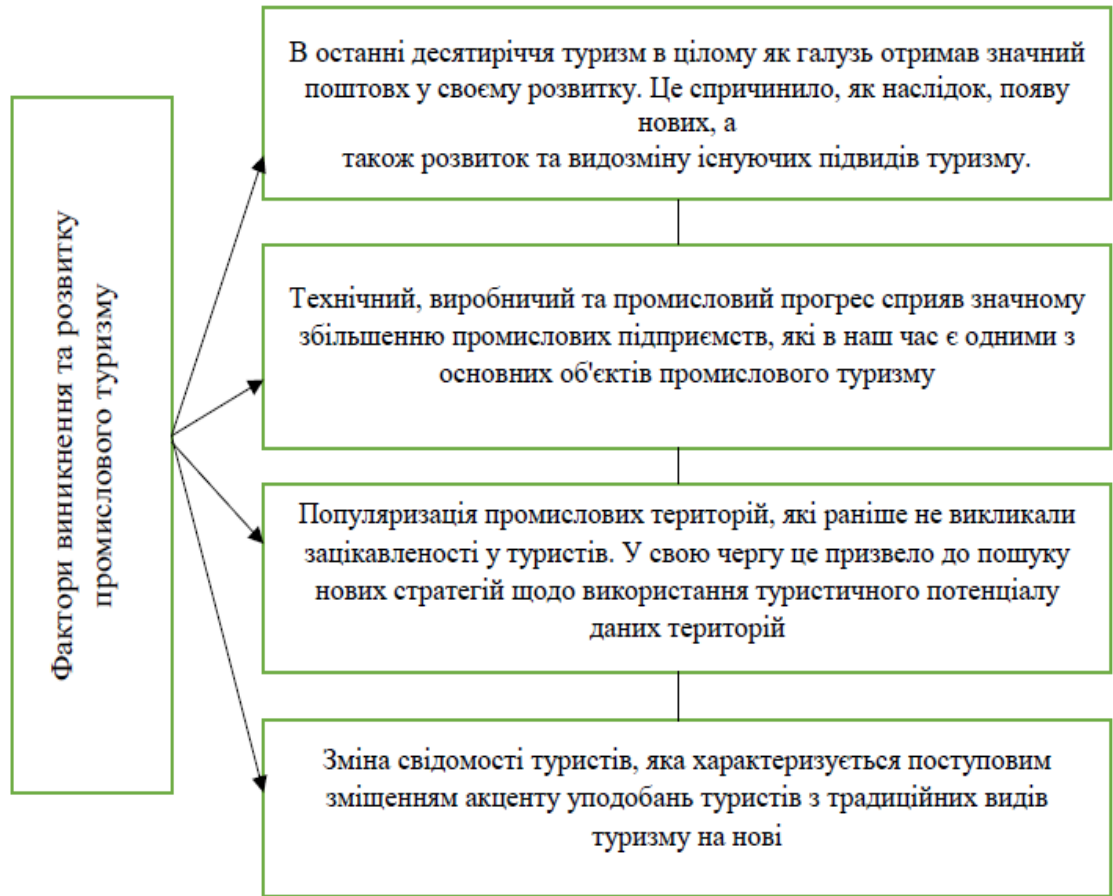 Фактори виникнення та розвитку
промислового туризму
В останні десятиріччя туризм в цілому як галузь отримав значний
поштовх у своєму розвитку. Це спричинило, як наслідок, появу
нових, а
також розвиток та видозміну існуючих підвидів туризму.
Технічний, виробничий та промисловий прогрес сприяв значному
збільшенню промислових підприємств, які в наш час є одними з
основних об'єктів промислового туризму
Популяризація промислових територій, які раніше не викликали
зацікавленості у туристів. У свою чергу це призвело до пошуку
нових стратегій щодо використання туристичного потенціалу
даних територій
Зміна свідомості туристів, яка характеризується поступовим
зміщенням акценту уподобань туристів з традиційних видів
туризму на нові